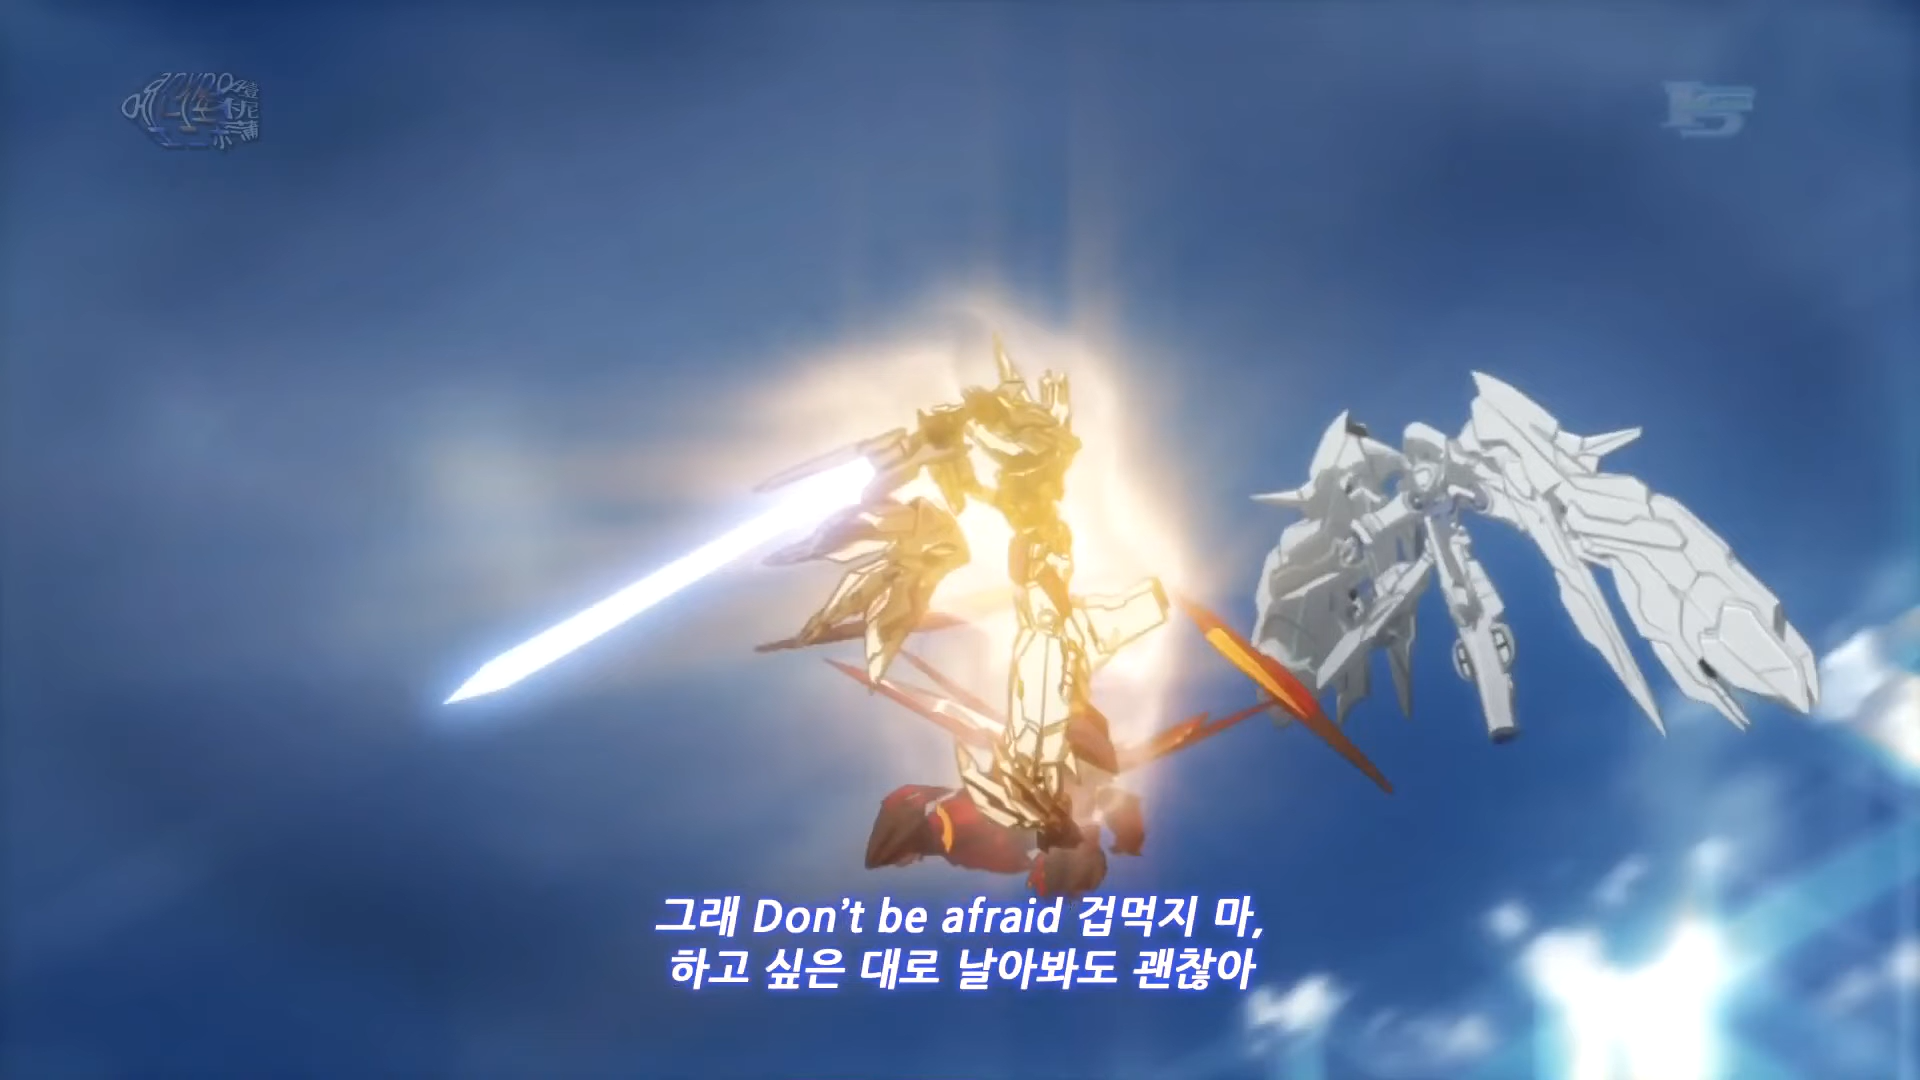 그래 Don't be afraid 겁먹지 마,
하고 싶은 대로 날아봐도 괜찮아